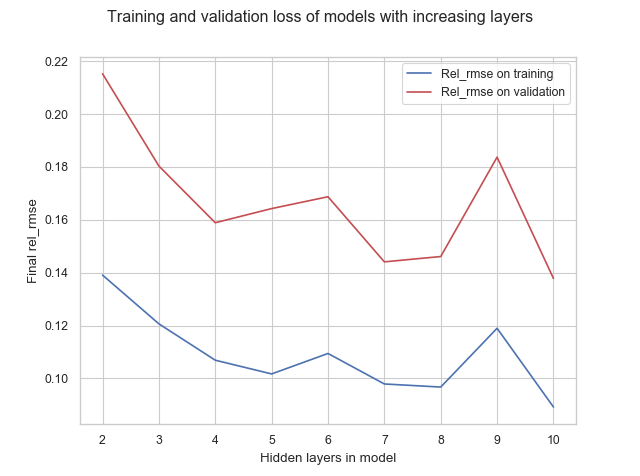 Training and validation loss of models with increasing layers
Rel_rmse on training
Rel_rmse on validation
Final rel_rmse
0.22
0.20
0.18
0.16
0.14
0.12
0.10
2 3 4 5 6 7 8 9 10
Hidden layers in model